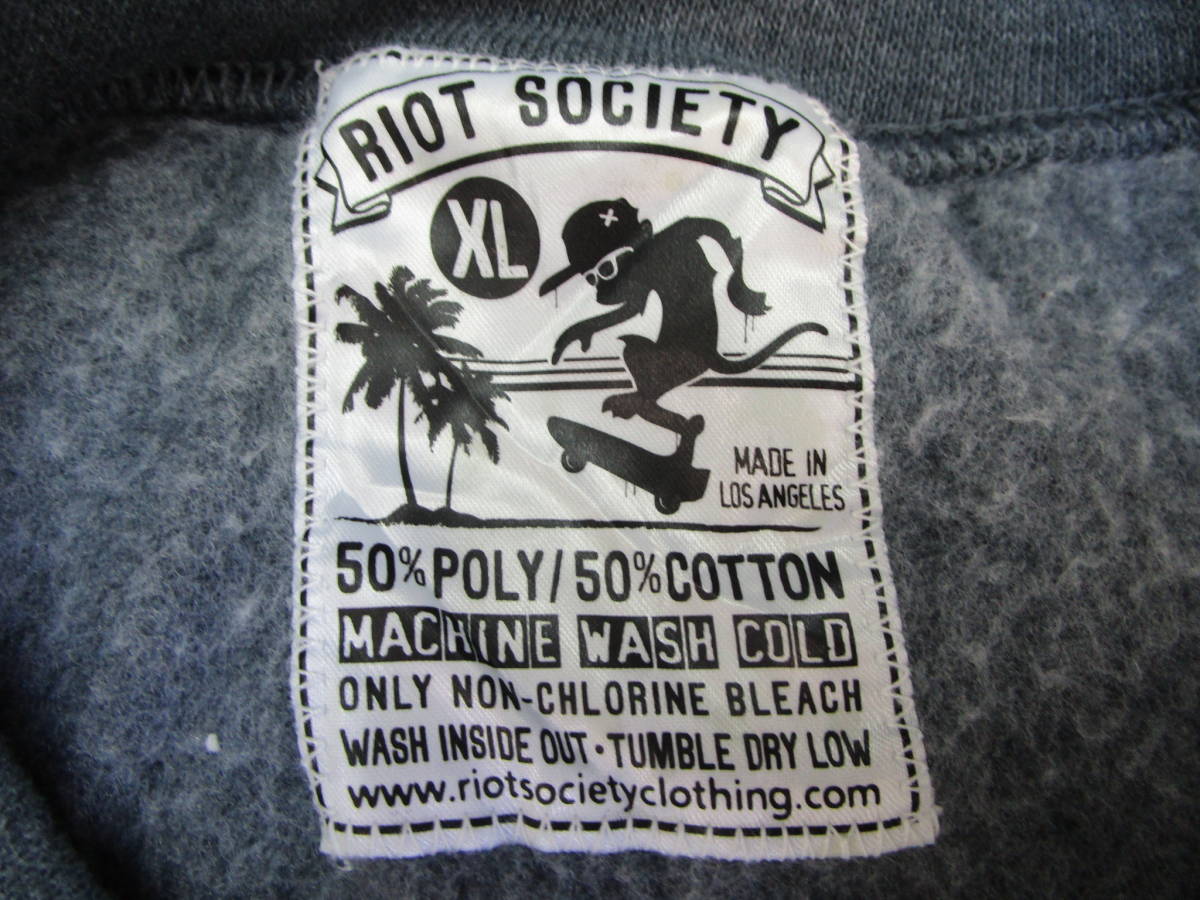 RIOT SOCIETY
XL
MADE IN
LOS ANGELES
50% POLY/50% COTTON
MACHINE WASH COLD
ONLY NON-CHLORINE BLEACH
WASH INSIDE OUT • TUMBLE DRY LOW
www.riotsocietyclothing.com